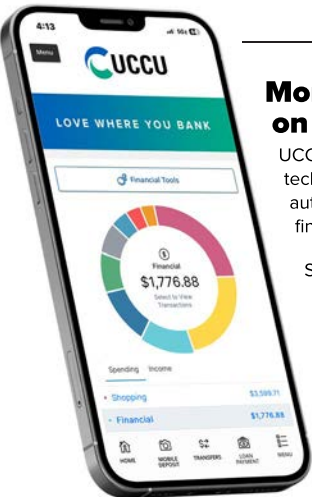 4:13
5G
Menu
UCCU
LOVE WHERE YOU BANK
Financial Tools
Financial
$1,776.88
Select to View
Transactions
Spending Income
Shopping $3,599.71
Financial $1,776.88
HOME
MOBILE
DEPOSIT
TRANSFERS
LOAN
PAYMENT
MENU
Mo
on
UCC
tech
aut
fin
S